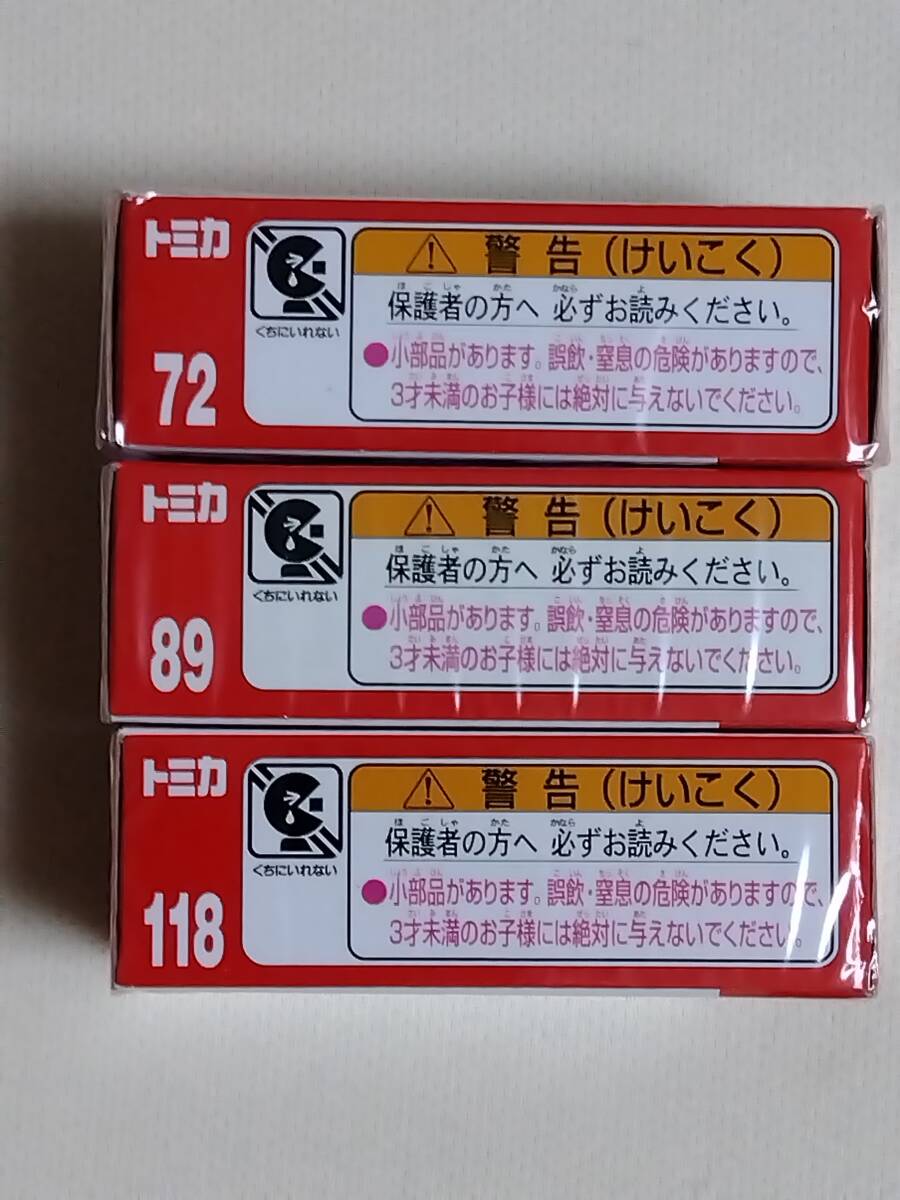 トミカ
72
くちにいれない
警告（けいこく）
保護者の方へ 必ずお読みください。
●小部品があります。誤飲・窒息の危険がありますので、
3才未満のお子様には絶対に与えないでください。
トミカ
89
くちにいれない
警告（けいこく）
保護者の方へ 必ずお読みください。
●小部品があります。誤飲・窒息の危険がありますので、
3才未満のお子様には絶対に与えないでください。
トミカ
118
くちにいれない
警告（けいこく）
保護者の方へ 必ずお読みください。
●小部品があります。誤飲・窒息の危険がありますので、
3才未満のお子様には絶対に与えないでください。